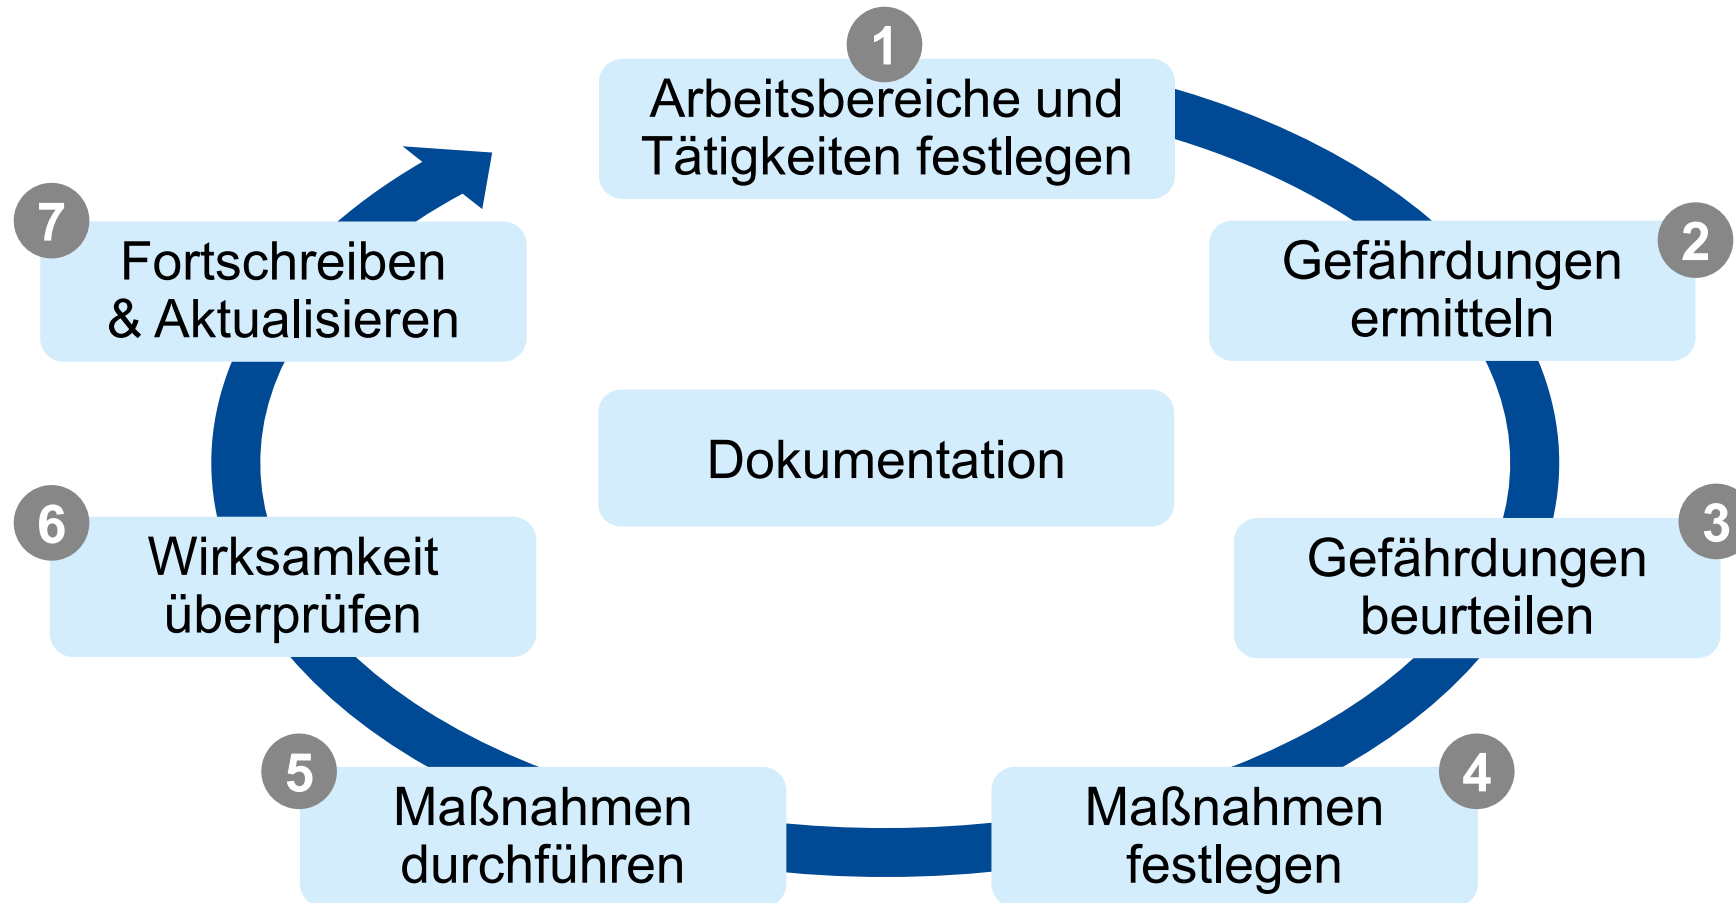 1
Arbeitsbereiche und
Tätigkeiten festlegen
2
Gefährdungen
ermitteln
3
Gefährdungen
beurteilen
4
Maßnahmen
festlegen
5
Maßnahmen
durchführen
6
Wirksamkeit
überprüfen
7
Fortschreiben
& Aktualisieren
Dokumentation